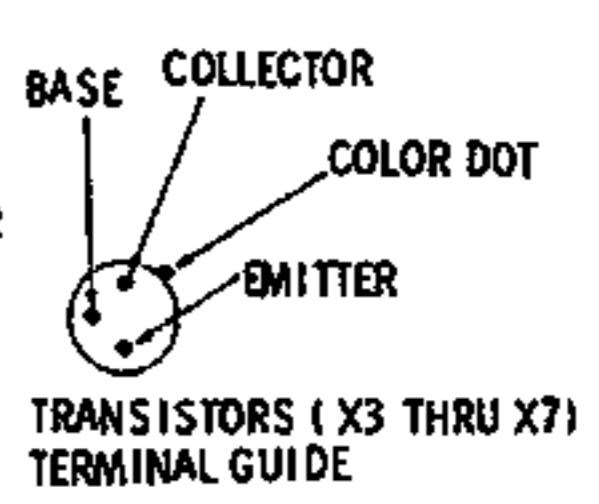 BASE
COLLECTOR
COLOR DOT
EMITTER
TRANSISTORS (X3 THRU X7)
TERMINAL GUIDE